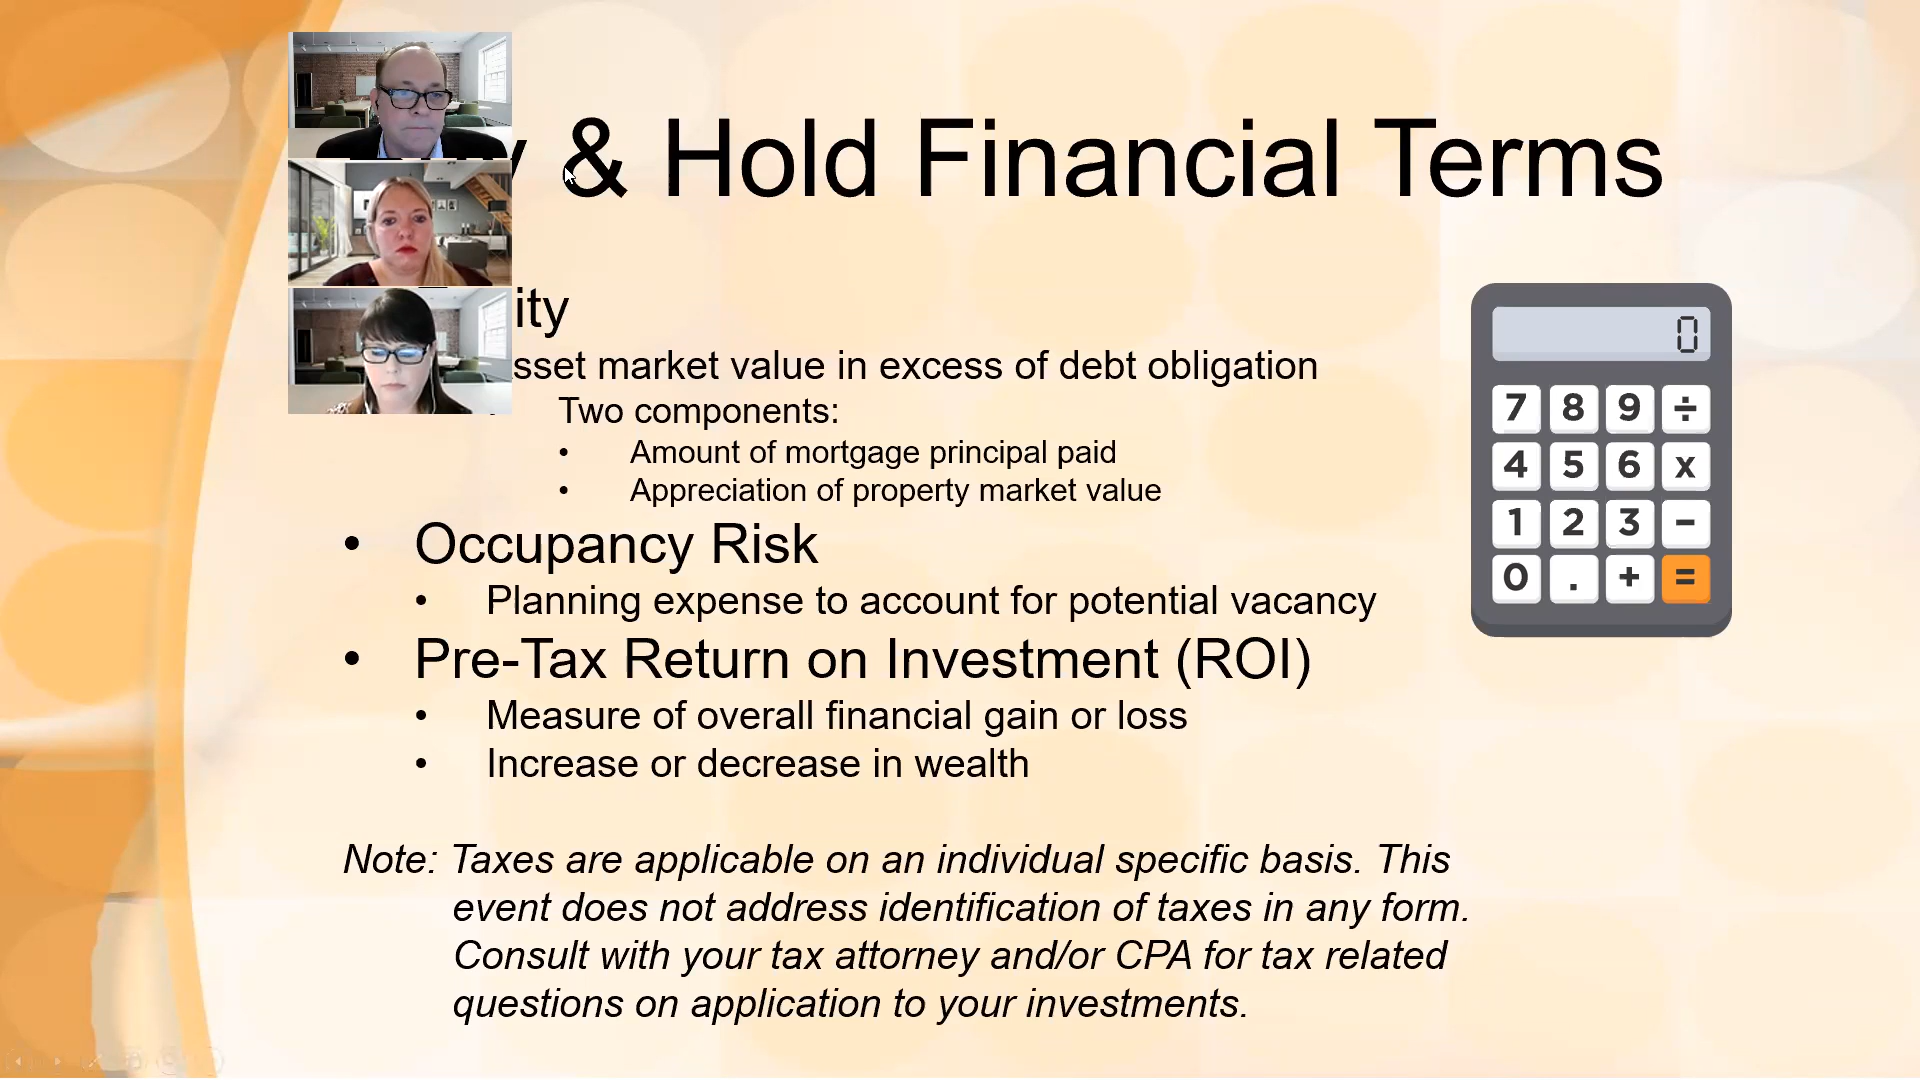 & Hold Financial Terms
ity
sset market value in excess of debt obligation
Two components:
• Amount of mortgage principal paid
• Appreciation of property market value
• Occupancy Risk
• Planning expense to account for potential vacancy
• Pre-Tax Return on Investment (ROI)
• Measure of overall financial gain or loss
• Increase or decrease in wealth
Note: Taxes are applicable on an individual specific basis. This
event does not address identification of taxes in any form.
Consult with your tax attorney and/or CPA for tax related
questions on application to your investments.
0
7 8 9 ÷
4 5 6 x
1 2 3 −
0 . + =